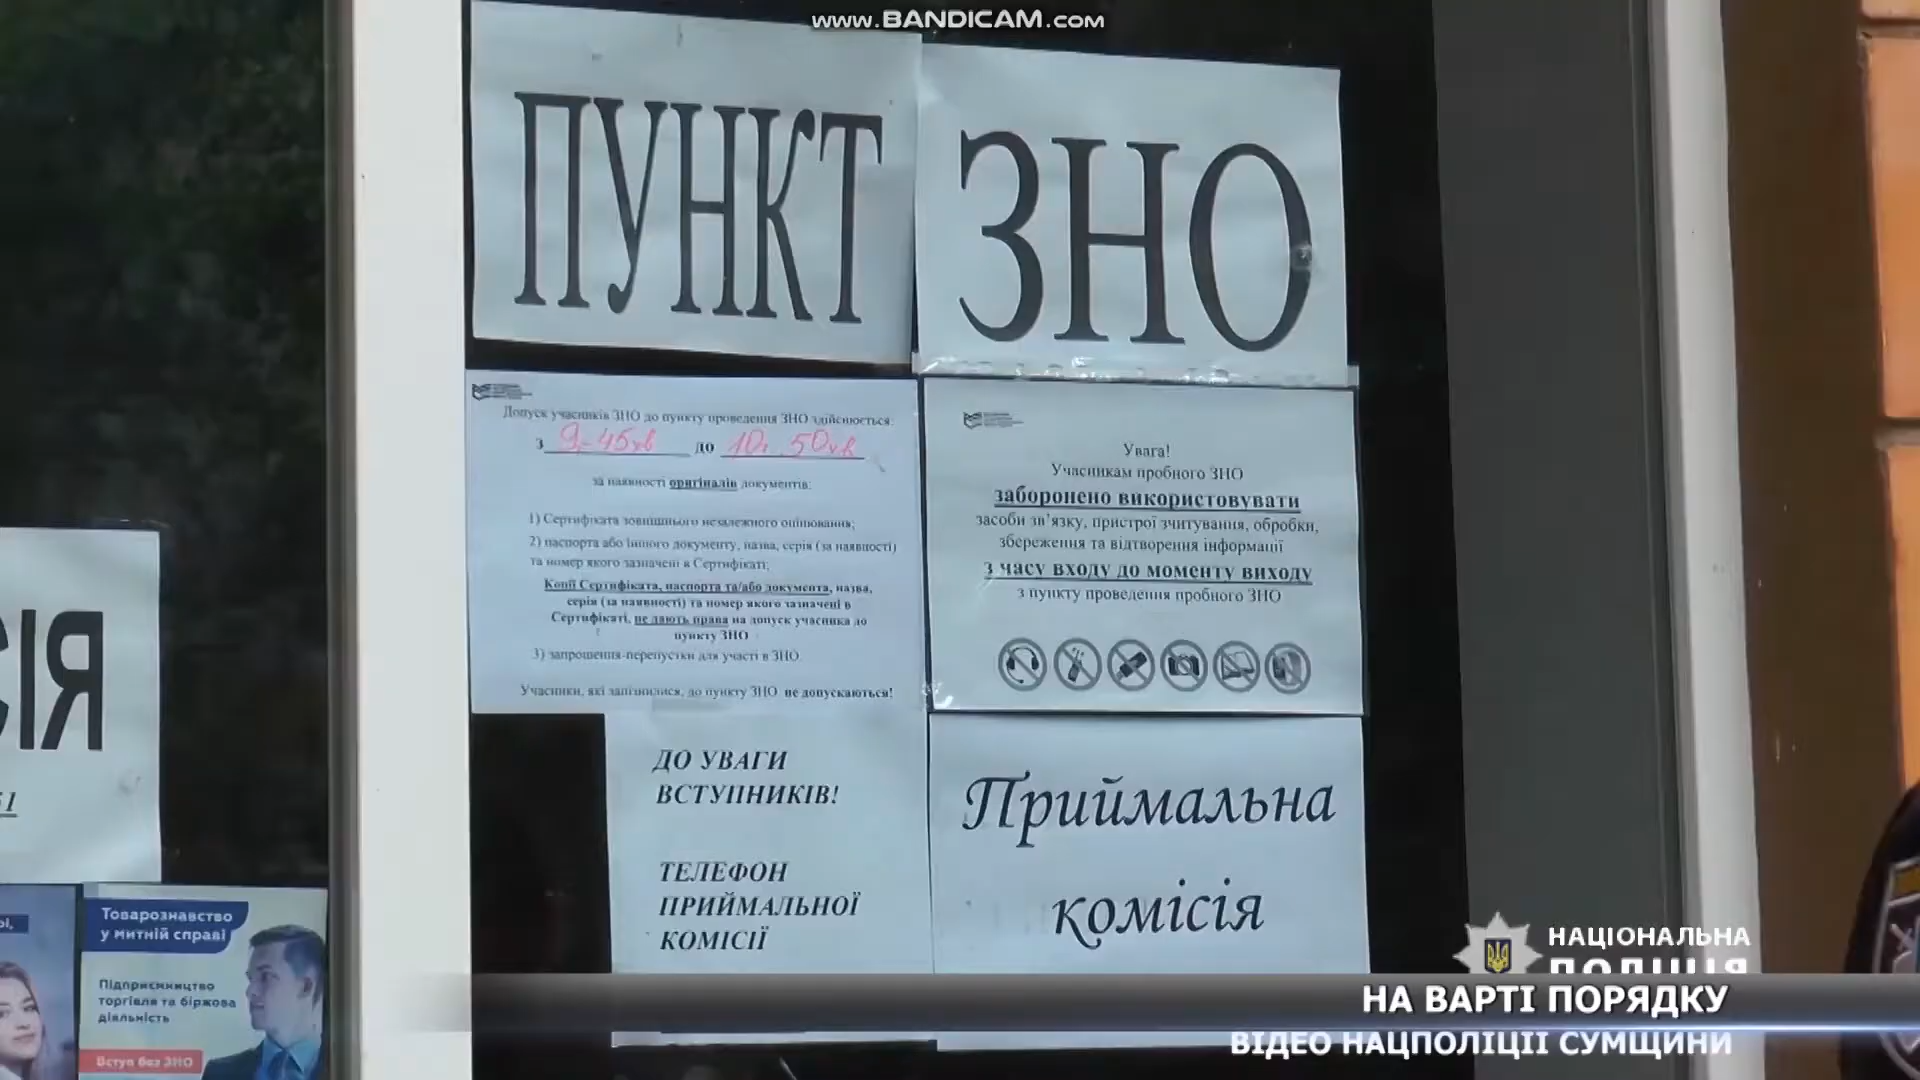 www.BANDICAM.com
ПУНКТ
ЗНО
Допуск учасників ЗНО до пункту проведення ЗНО здійснюється:
з 9-45хв до 10г 50хв
за наявності оригіналів документів:
1) Сертифіката зовнішнього незалежного оцінювання;
2) паспорта або іншого документу, назва, серія (за наявності)
та номер якого зазначені в Сертифікаті;
Копії Сертифіката, паспорта та/або документа, назва,
серія (за наявності) та номер якого зазначені в
Сертифікаті, не дають права на допуск учасника до
пункту ЗНО
3) запрошення-перепустки для участі в ЗНО.
Учасники, які запізнилися, до пункту ЗНО не допускаються!
Увага!
Учасникам пробного ЗНО
заборонено використовувати
засоби зв'язку, пристрої зчитування, обробки,
збереження та відтворення інформації
з часу входу до моменту виходу
з пункту проведення пробного ЗНО
ДО УВАГИ
ВСТУПНИКІВ!
ТЕЛЕФОН
ПРИЙМАЛЬНОЇ
КОМІСІЇ
Приймальна
комісія
ІЯ
51
Товарознавство
у митній справі
Підприємництво
торгівля та біржова
діяльність
Вступ без ЗНО
НАЦІОНАЛЬНА
ПОЛІЦІЯ
НА ВАРТІ ПОРЯДКУ
ВІДЕО НАЦПОЛІЦІЇ СУМЩИНИ